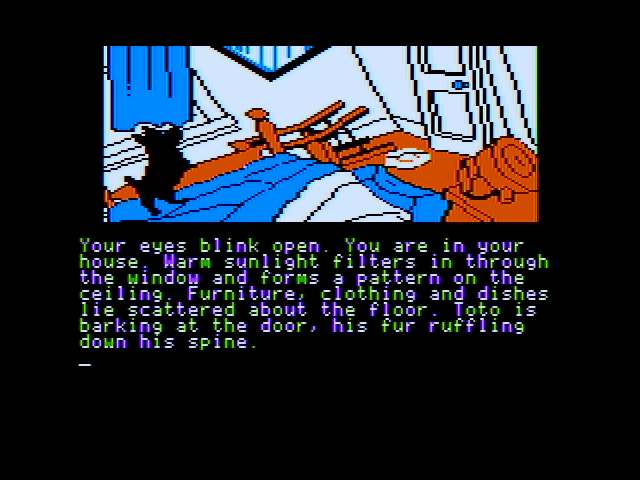 Your eyes blink open. You are in your
house. Warm sunlight filters in through
the window and forms a pattern on the
ceiling. Furniture, clothing and dishes
lie scattered about the floor. Toto is
barking at the door, his fur ruffling
down his spine.